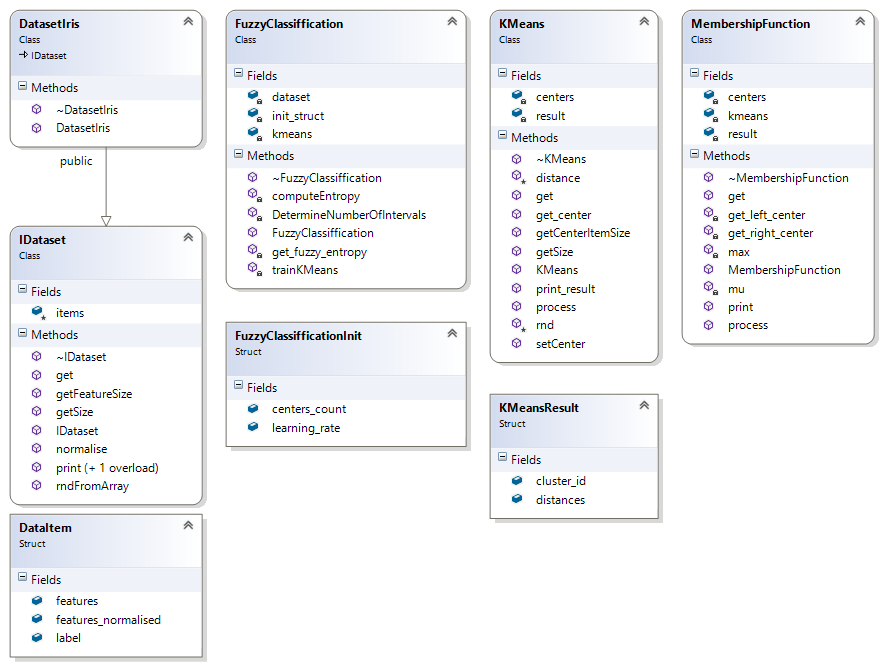 DatasetIris
Class
IDataset
Methods
~DatasetIris
DatasetIris
public
IDataset
Class
Fields
items
Methods
~IDataset
get
getFeatureSize
getSize
IDataset
normalise
print (+ 1 overload)
rndFromArray
DataItem
Struct
Fields
features
features_normalised
label
FuzzyClassiffication
Class
Fields
dataset
init_struct
kmeans
Methods
~FuzzyClassiffication
computeEntropy
DetermineNumberOfIntervals
FuzzyClassiffication
get_fuzzy_entropy
trainKMeans
FuzzyClassifficationInit
Struct
Fields
centers_count
learning_rate
KMeans
Class
Fields
centers
result
Methods
~KMeans
distance
get
get_center
getCenterItemSize
getSize
KMeans
print_result
process
rnd
setCenter
KMeansResult
Struct
Fields
cluster_id
distances
MembershipFunction
Class
Fields
centers
kmeans
result
Methods
~MembershipFunction
get
get_left_center
get_right_center
max
MembershipFunction
mu
print
process